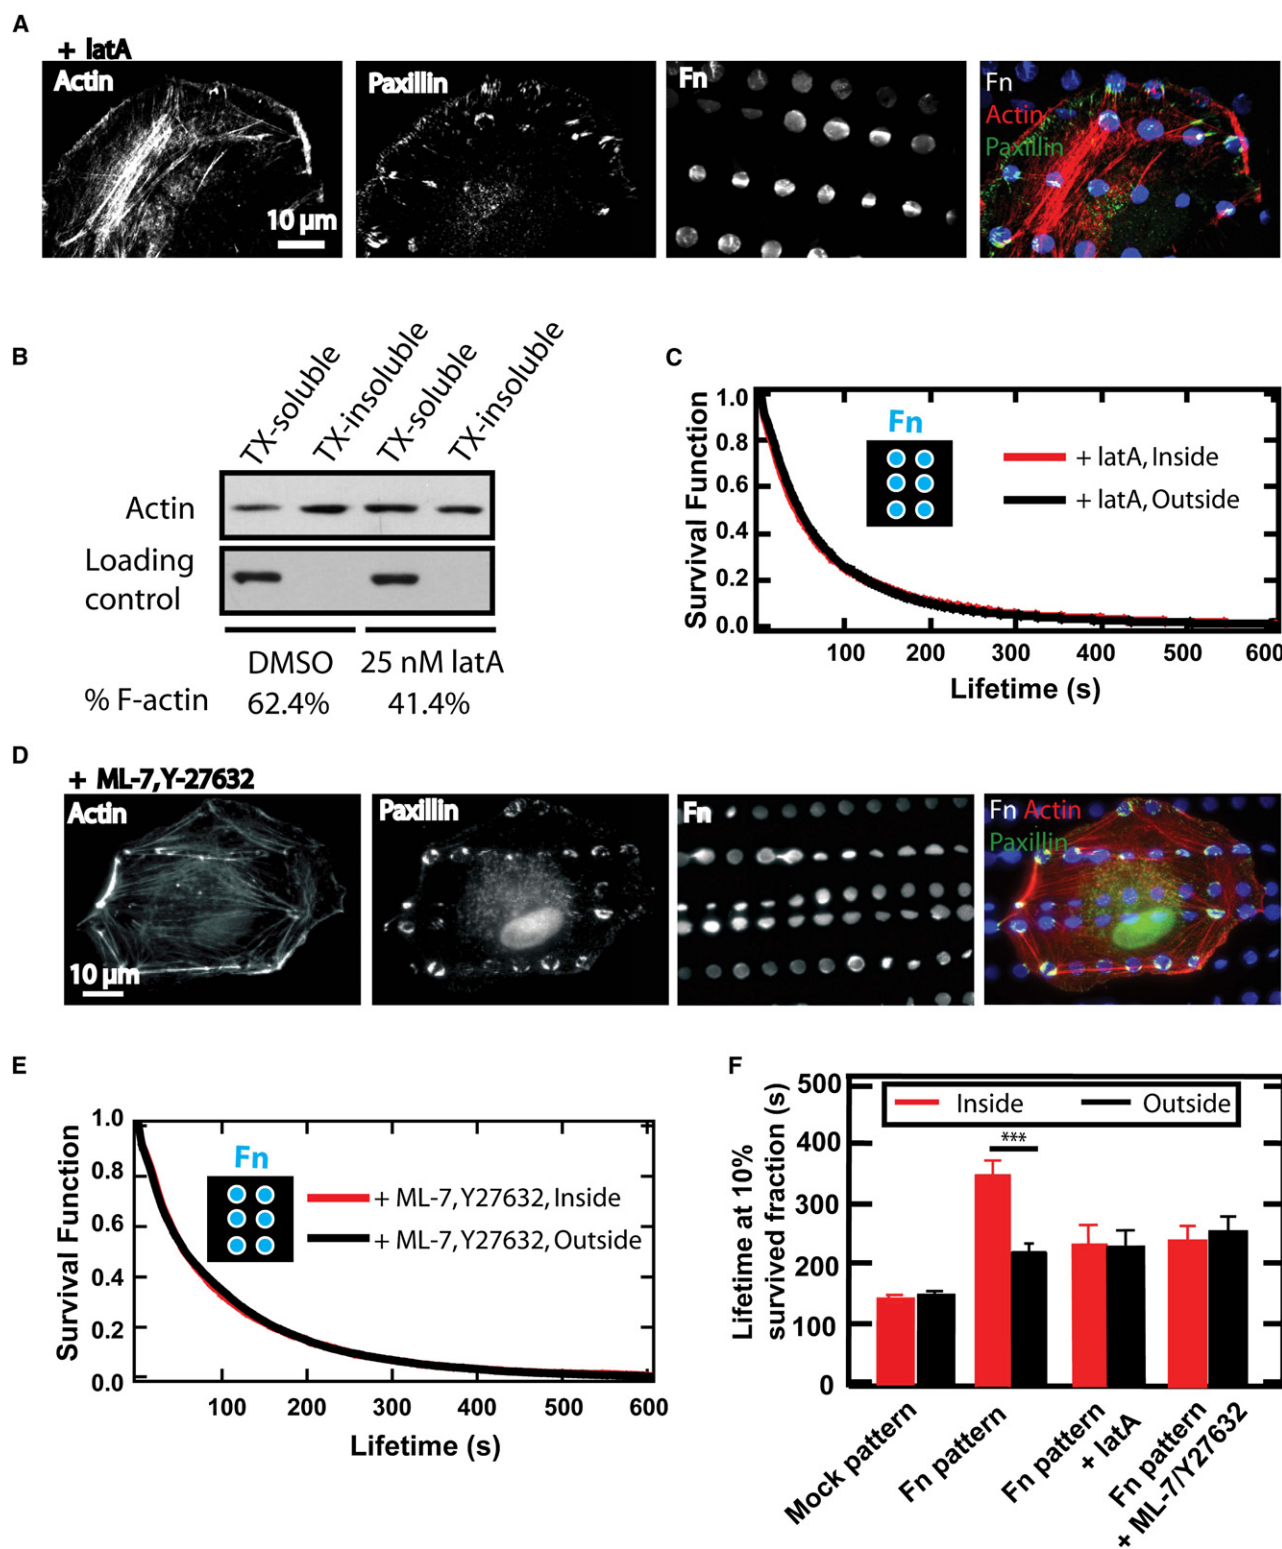 A
+ latA
Actin
10 µm
Paxillin
Fn
Fn
Actin
Paxillin
B
TX-soluble
TX-insoluble
TX-soluble
TX-insoluble
Actin
Loading
control
DMSO
25 nM latA
% F-actin
62.4%
41.4%
C
Survival Function
1.0
0.8
0.6
0.4
0.2
0.0
Fn
+ latA, Inside
+ latA, Outside
100 200 300 400 500 600
Lifetime (s)
D
+ ML-7,Y-27632
Actin
10 µm
Paxillin
Fn
Fn Actin
Paxillin
E
Survival Function
1.0
0.8
0.6
0.4
0.2
0.0
Fn
+ ML-7, Y27632, Inside
+ ML-7, Y27632, Outside
100 200 300 400 500 600
Lifetime (s)
F
Lifetime at 10%
survived fraction (s)
500
400
300
200
100
0
Inside
Outside
***
Mock pattern
Fn pattern
Fn pattern
+ latA
Fn pattern
+ ML-7/Y27632